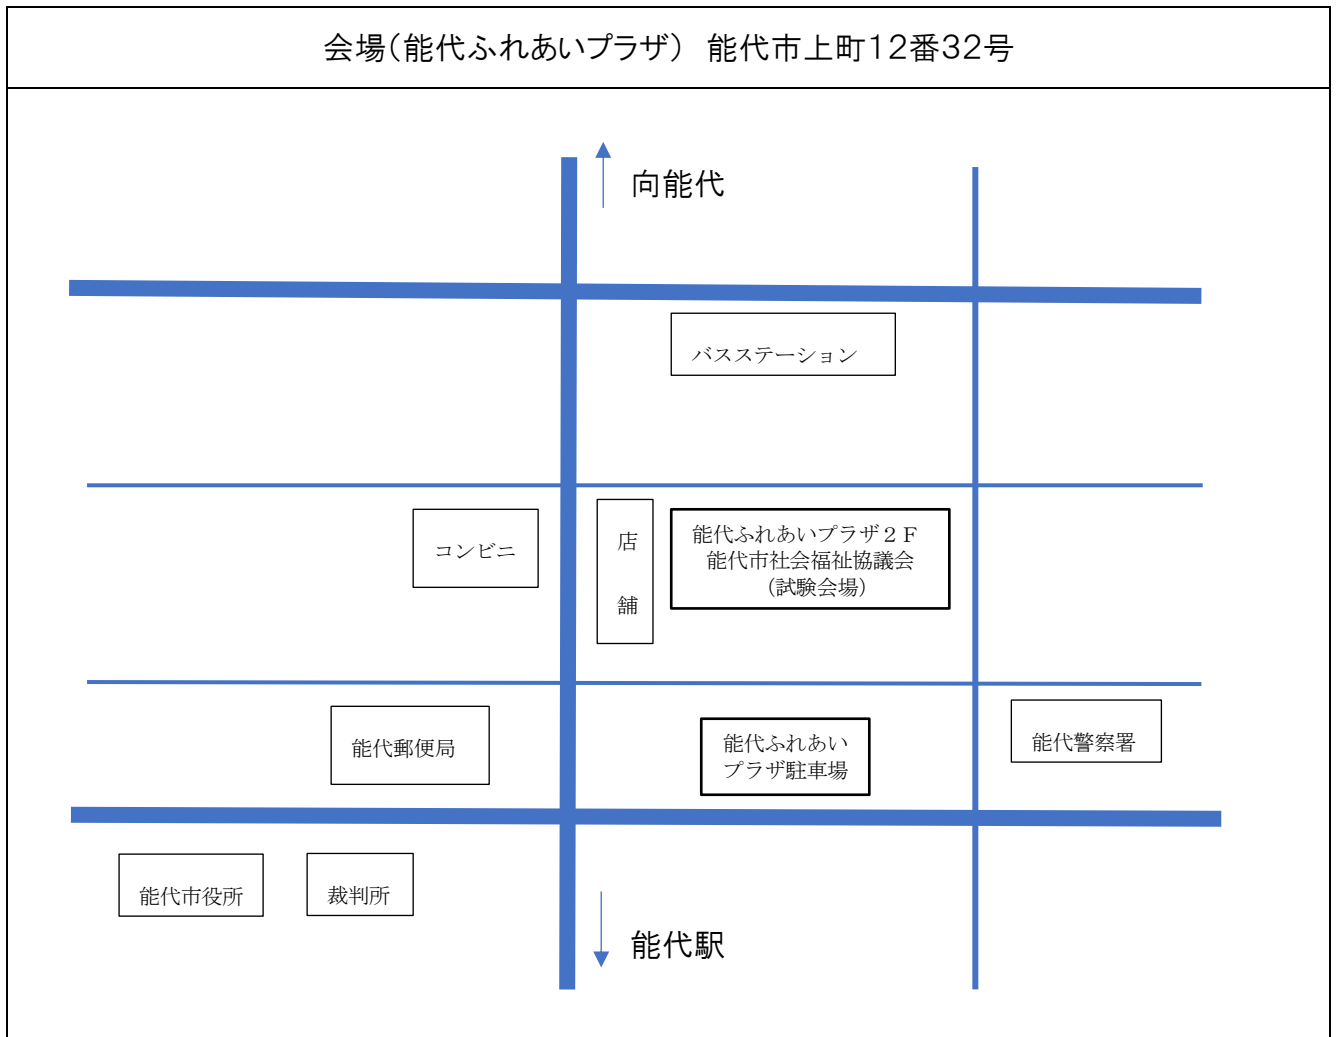 会場（能代ふれあいプラザ） 能代市上町１２番３２号
向能代
バスステーション
コンビニ
店
舗
能代ふれあいプラザ２Ｆ
能代市社会福祉協議会
（試験会場）
能代郵便局
能代ふれあい
プラザ駐車場
能代警察署
能代市役所
裁判所
能代駅